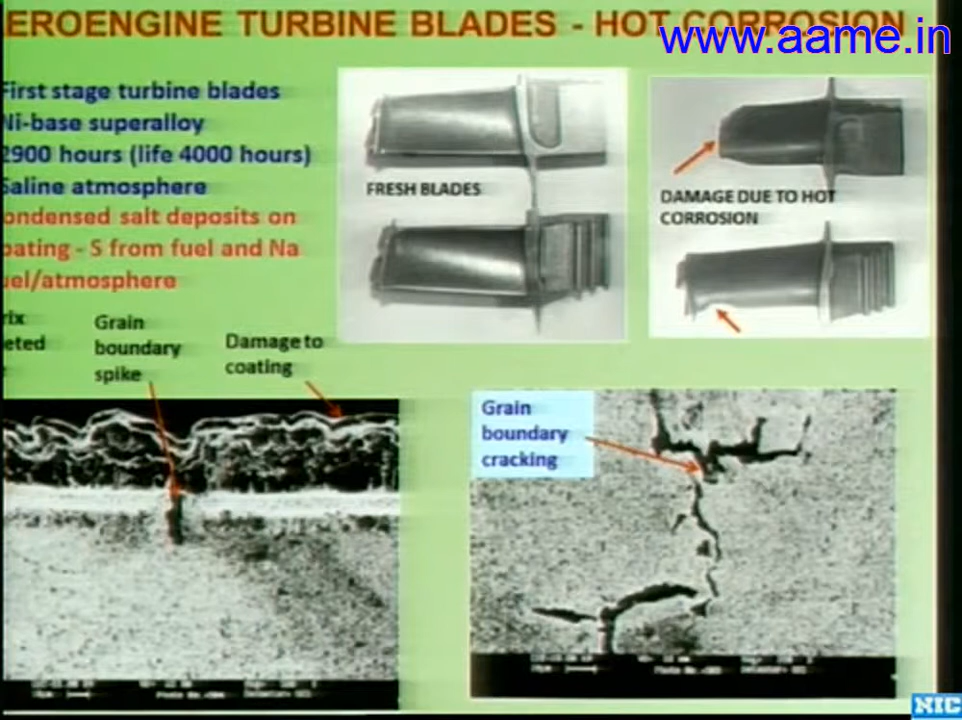 EROENGINE TURBINE BLADES - HOT CORROSION
www.aame.in
First stage turbine blades
Ni-base superalloy
2900 hours (life 4000 hours)
Saline atmosphere
ondensed salt deposits on
oating - S from fuel and Na
uel/atmosphere
FRESH BLADES
DAMAGE DUE TO HOT
CORROSION
rix
eted
Grain
boundary
spike
Damage to
coating
Grain
boundary
cracking
NIC